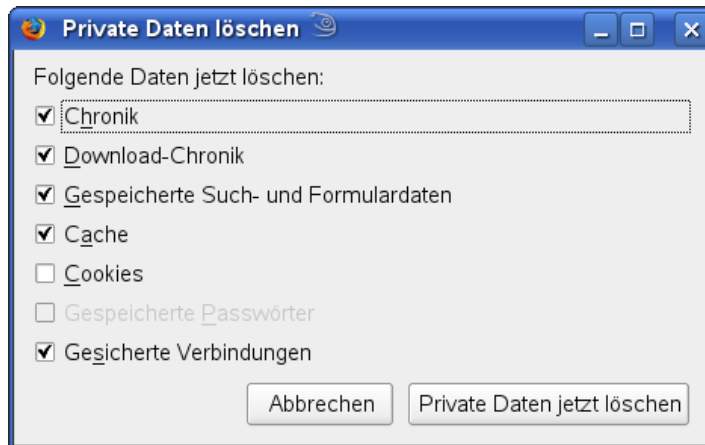 Private Daten löschen
Folgende Daten jetzt löschen:
Chronik
Download-Chronik
Gespeicherte Such- und Formulardaten
Cache
Cookies
Gespeicherte Passwörter
Gesicherte Verbindungen
Abbrechen
Private Daten jetzt löschen